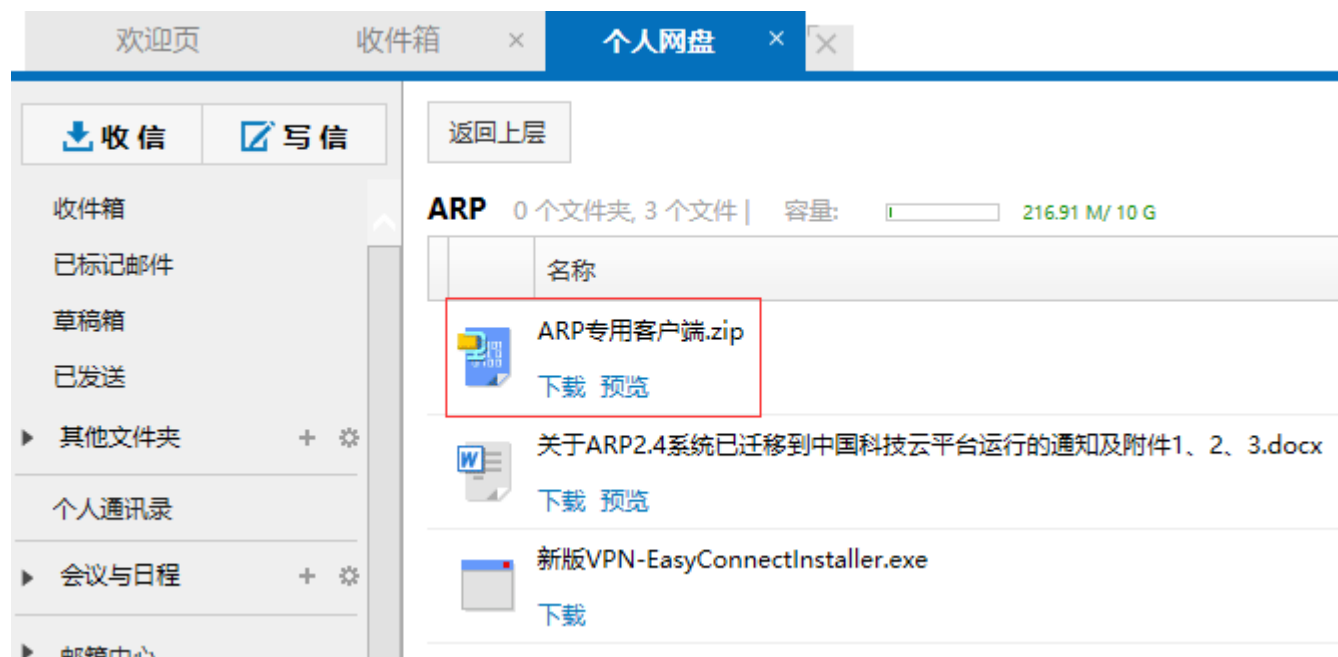 欢迎页 收件箱 × 个人网盘 × ×
收信 写信
收件箱
已标记邮件
草稿箱
已发送
其他文件夹 +
个人通讯录
会议与日程 +
邮箱中心
返回上层
ARP 0 个文件夹, 3 个文件 | 容量: 216.91 M/ 10 G
名称
ARP专用客户端.zip
下载 预览
关于ARP2.4系统已迁移到中国科技云平台运行的通知及附件1、2、3.docx
下载 预览
新版VPN-EasyConnectInstaller.exe
下载